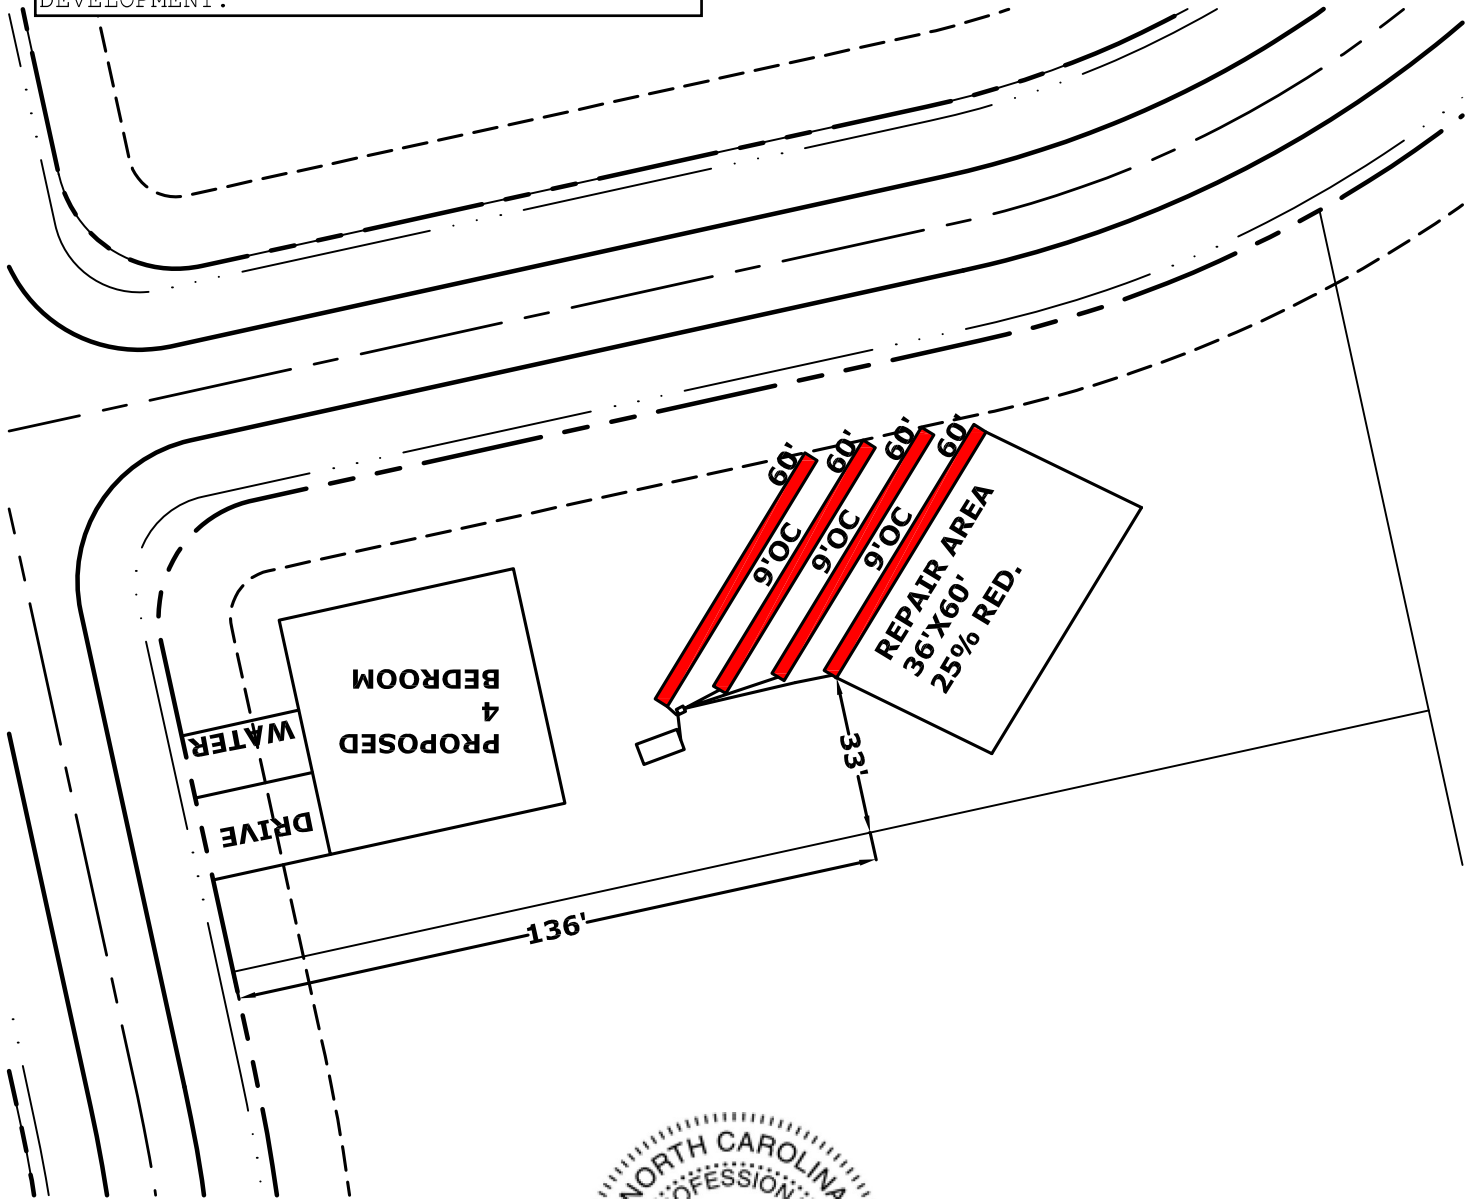 DEVELOPMENT.
60'
60'
60'
60'
9'OC
9'OC
9'OC
REPAIR AREA
36'X60'
25% RED.
PROPOSED
4
BEDROOM
WATER
DRIVE
33'
136'
NORTH CAROLINA
OFESSION